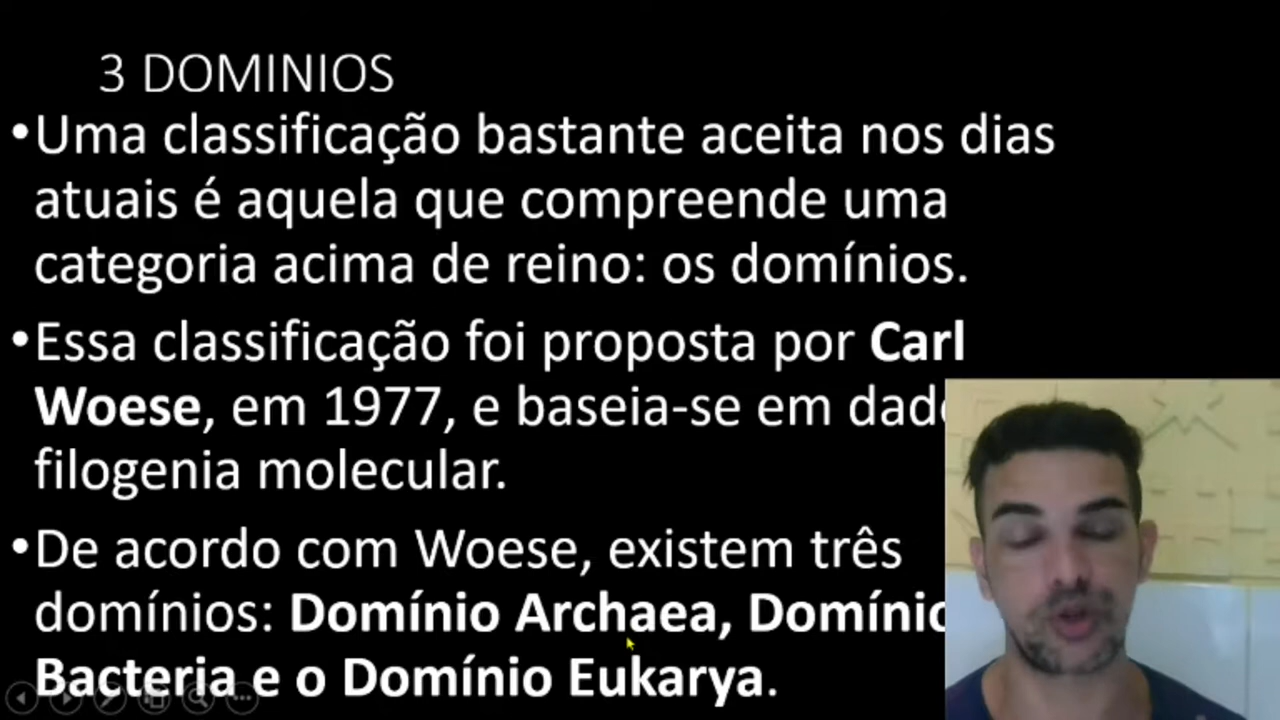 3 DOMINIOS
•Uma classificação bastante aceita nos dias
atuais é aquela que compreende uma
categoria acima de reino: os domínios.
•Essa classificação foi proposta por Carl
Woese, em 1977, e baseia-se em
filogenia molecular.
•De acordo com Woese, existem três
domínios: Domínio Archaea, Domínio
Bacteria e o Domínio Eukarya.